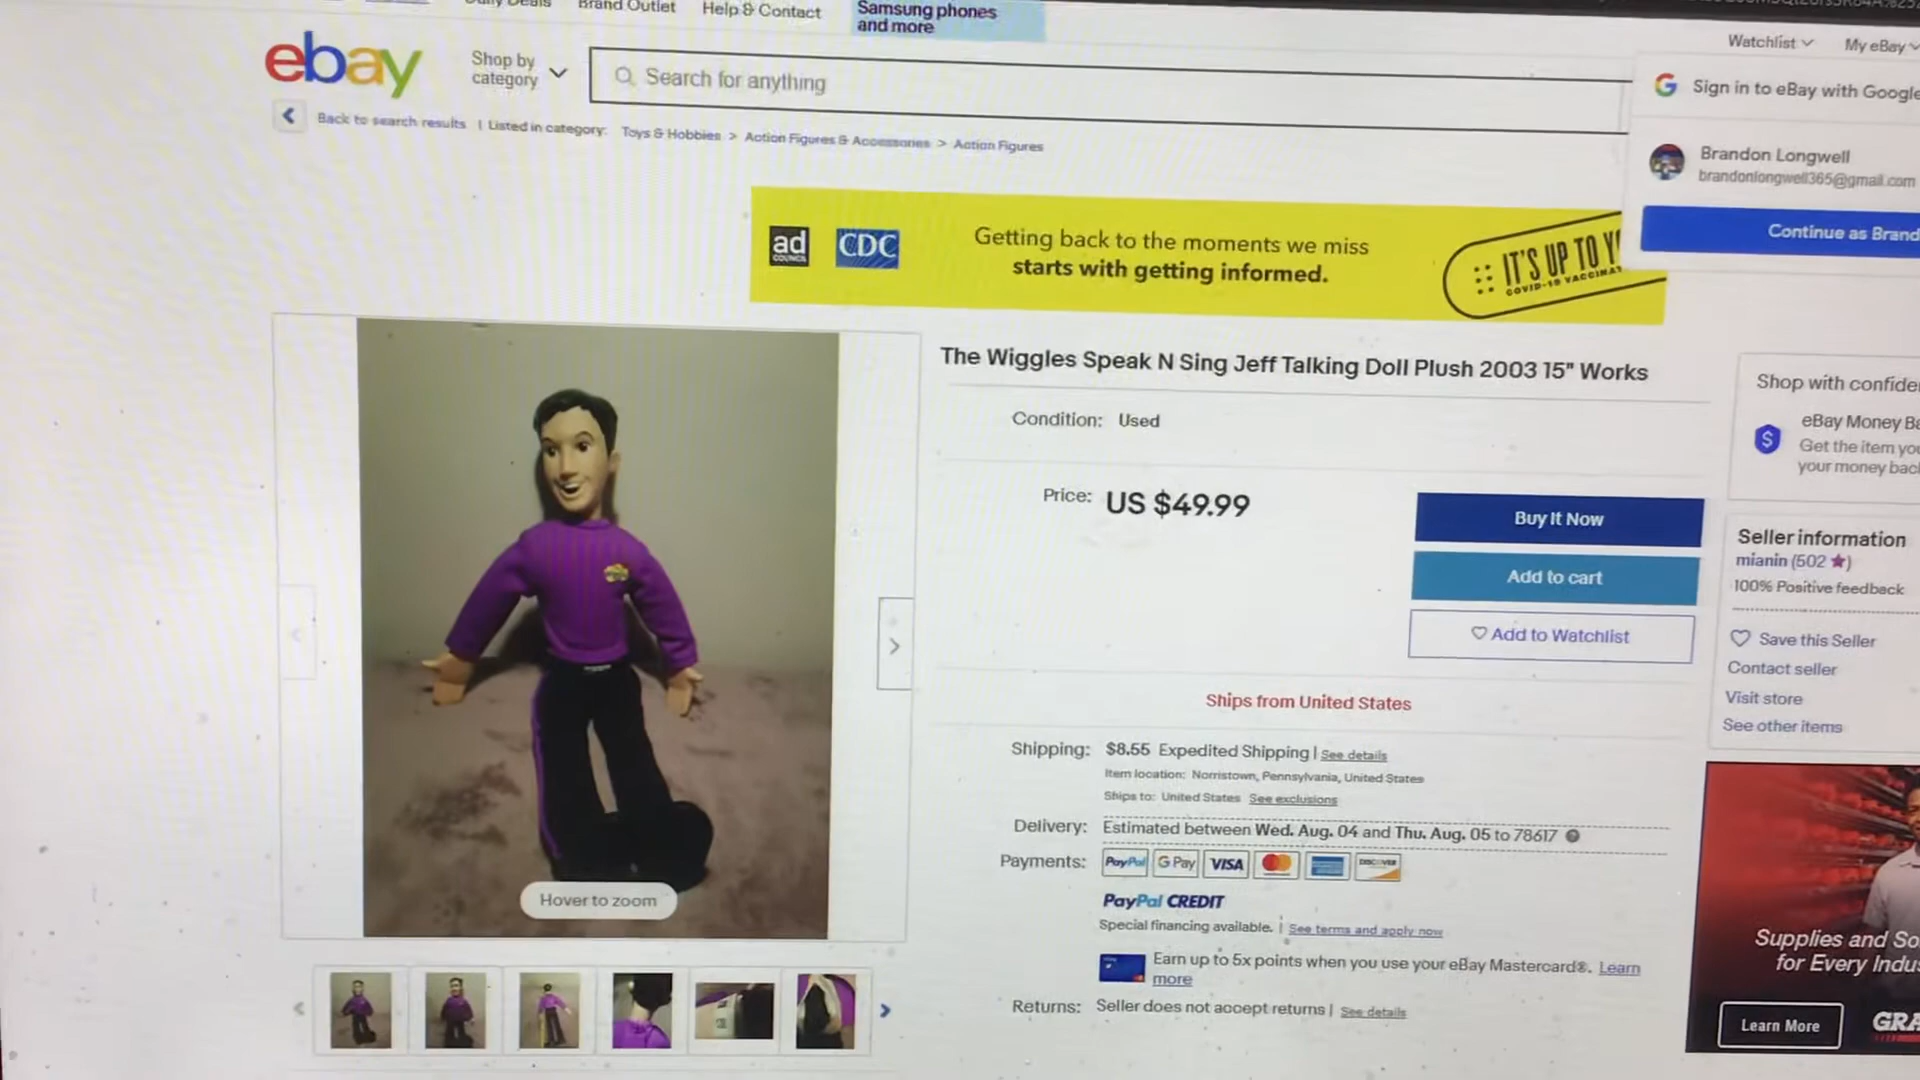 Brand Outlet
Help & Contact
Samsung phones
and more
Watchlist
My eBay
ebay
Shop by
category
Search for anything
Sign in to eBay with Google
Back to search results | Listed in category: Toys & Hobbies > Action Figures & Accessories > Action Figures
Brandon Longwell
brandonlongwell365@gmail.com
Continue as Brand
ad
COUNCIL
CDC
Getting back to the moments we miss
starts with getting informed.
IT'S UP TO Y
COVID-19 VACCINAT
The Wiggles Speak N Sing Jeff Talking Doll Plush 2003 15" Works
Condition: Used
Price: US $49.99
Buy It Now
Add to cart
Add to Watchlist
Ships from United States
Shipping: $8.55 Expedited Shipping | See details
Item location: Norristown, Pennsylvania, United States
Ships to: United States See exclusions
Delivery: Estimated between Wed. Aug. 04 and Thu. Aug. 05 to 78617
Payments: PayPal G Pay VISA DISCOVER
PayPal CREDIT
Special financing available. | See terms and apply now
Earn up to 5x points when you use your eBay Mastercard®. Learn
more
Returns: Seller does not accept returns | See details
Hover to zoom
Shop with confide
eBay Money Ba
Get the item you
your money bac
Seller information
mianin (502 ★)
100% Positive feedback
Save this Seller
Contact seller
Visit store
See other items
Supplies and So
for Every Indus
Learn More
GRA